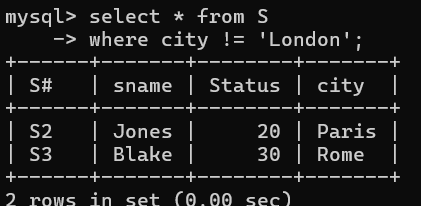 mysql> select * from S
    -> where city != 'London';
+------+-------+--------+-------+
| S#   | sname | Status | city  |
+------+-------+--------+-------+
| S2   | Jones |     20 | Paris |
| S3   | Blake |     30 | Rome  |
+------+-------+--------+-------+
2 rows in set (0.00 sec)